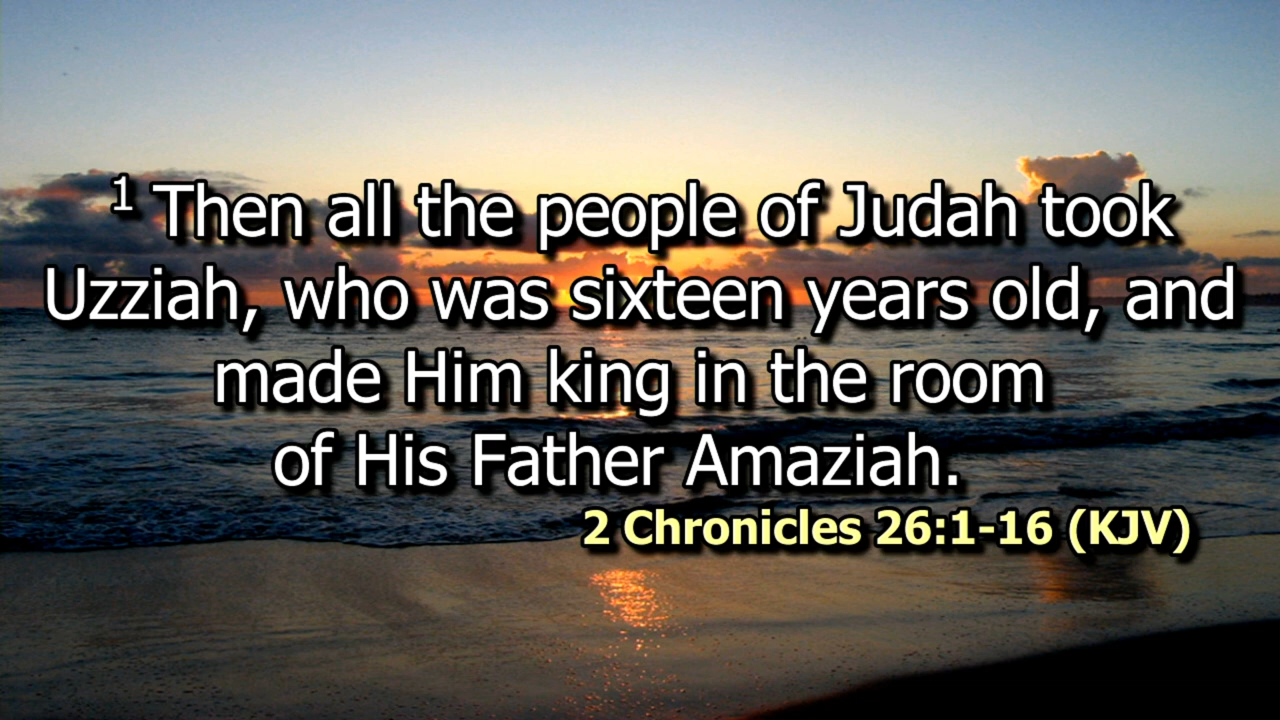 1 Then all the people of Judah took
Uzziah, who was sixteen years old, and
made Him king in the room
of His Father Amaziah.
2 Chronicles 26:1-16 (KJV)